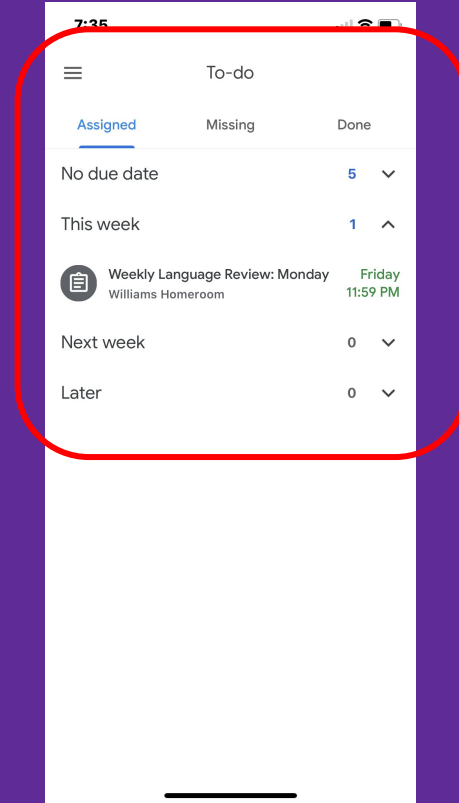 7:35
To-do
Assigned Missing Done
No due date 5
This week 1
Weekly Language Review: Monday Friday
Williams Homeroom 11:59 PM
Next week 0
Later 0